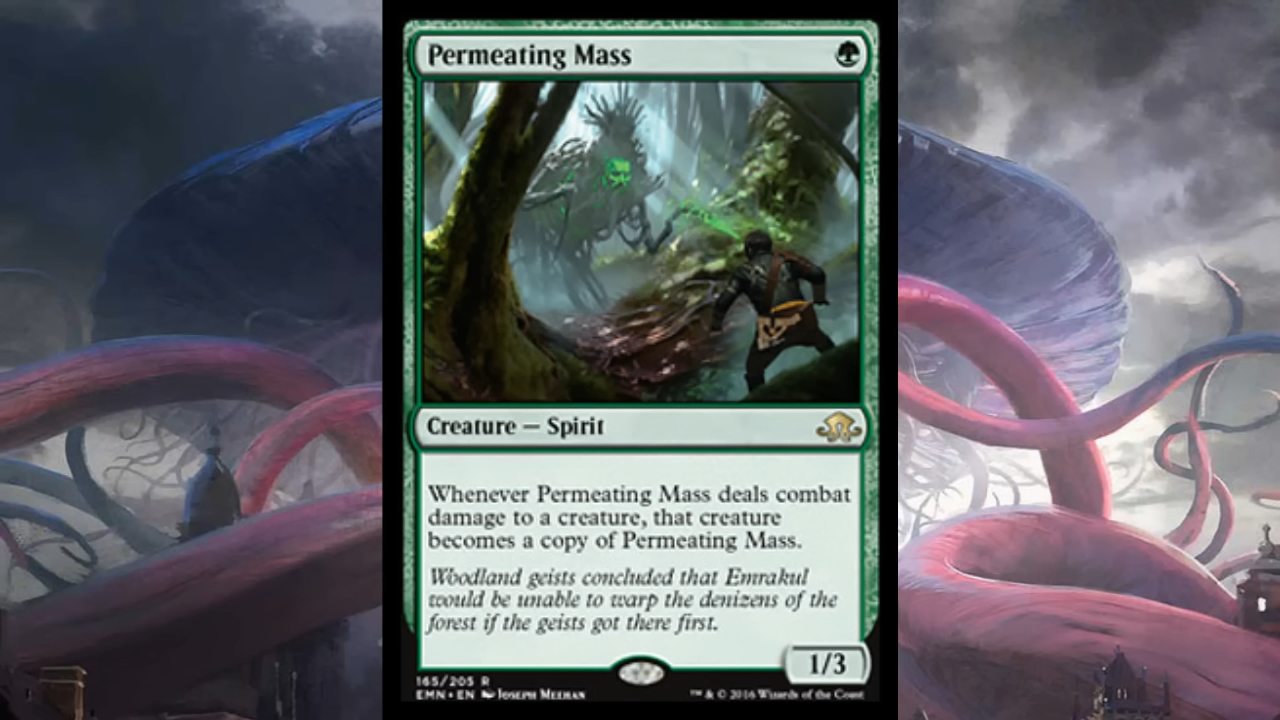 Permeating Mass
Creature — Spirit
Whenever Permeating Mass deals combat
damage to a creature, that creature
becomes a copy of Permeating Mass.
Woodland geists concluded that Emrakul
would be unable to warp the denizens of the
forest if the geists got there first.
1/3
165/205 R
EMN • EN Joseph Meehan
™ & © 2016 Wizards of the Coast